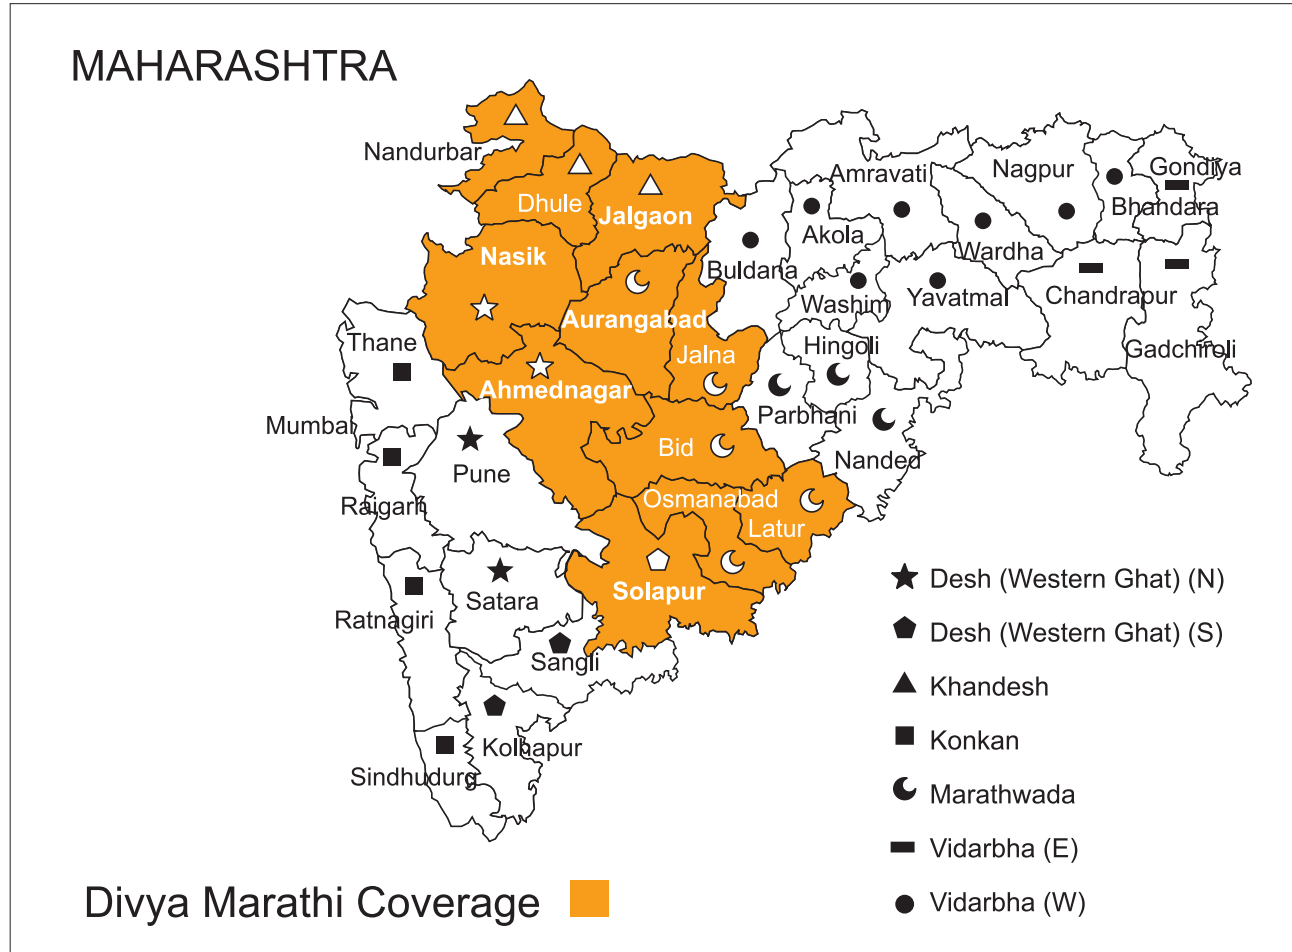 MAHARASHTRA
Nandurbar
Dhule
Jalgaon
Nasik
Aurangabad
Jalna
Ahmednagar
Bid
Osmanabad
Latur
Solapur
Amravati
Nagpur
Gondiya
Bhandara
Akola
Wardha
Buldana
Washim
Yavatmal
Chandrapur
Gadchiroli
Hingoli
Parbhani
Nanded
Thane
Mumbai
Raigarh
Pune
Satara
Ratnagiri
Sangli
Kolhapur
Sindhudurg
Desh (Western Ghat) (N)
Desh (Western Ghat) (S)
Khandesh
Konkan
Marathwada
Vidarbha (E)
Vidarbha (W)
Divya Marathi Coverage